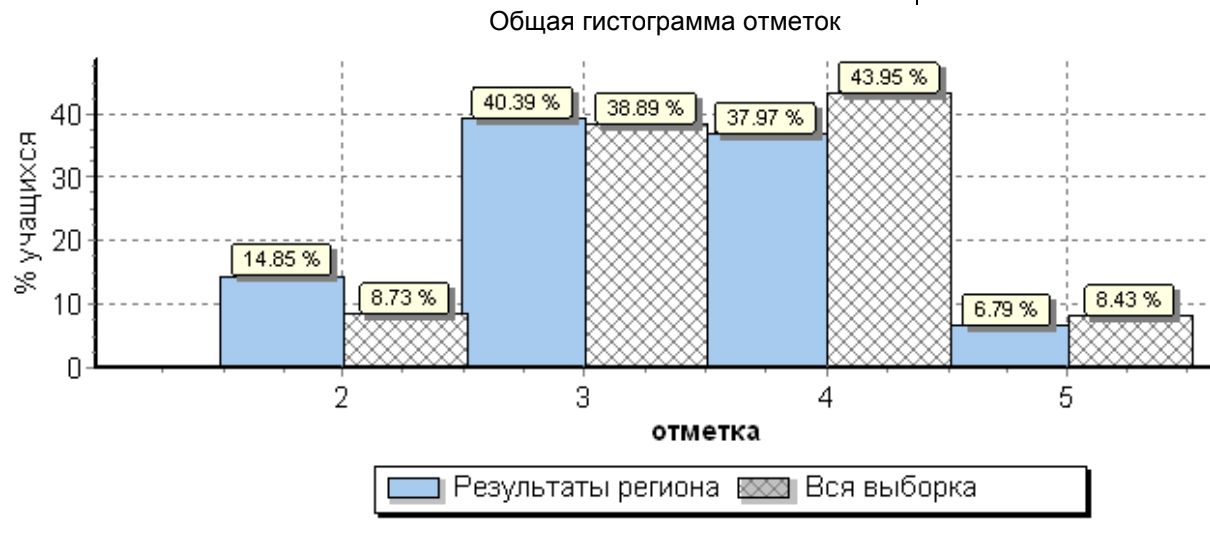 Общая гистограмма отметок
% учащихся
40
30
20
10
0
14.85 %
8.73 %
40.39 %
38.89 %
37.97 %
43.95 %
6.79 %
8.43 %
2 3 4 5
отметка
Результаты региона Вся выборка